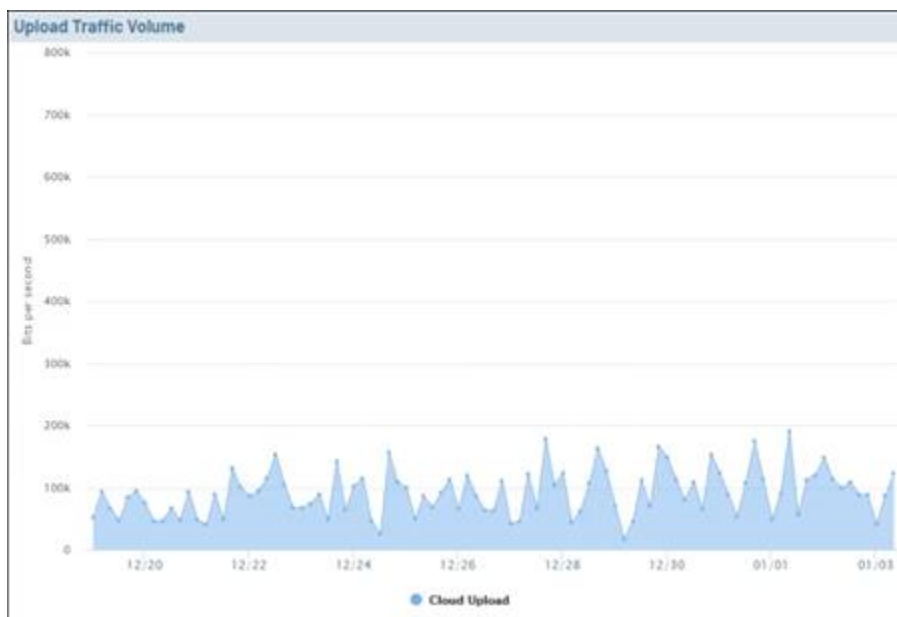 Upload Traffic Volume
800k
700k
600k
500k
400k
300k
200k
100k
0
Bits per second
12/20 12/22 12/24 12/26 12/28 12/30 01/01 01/03
Cloud Upload